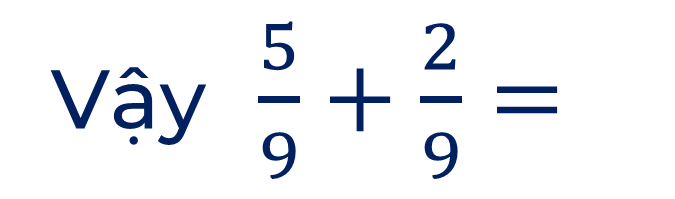 Vậy 5/9 + 2/9 =